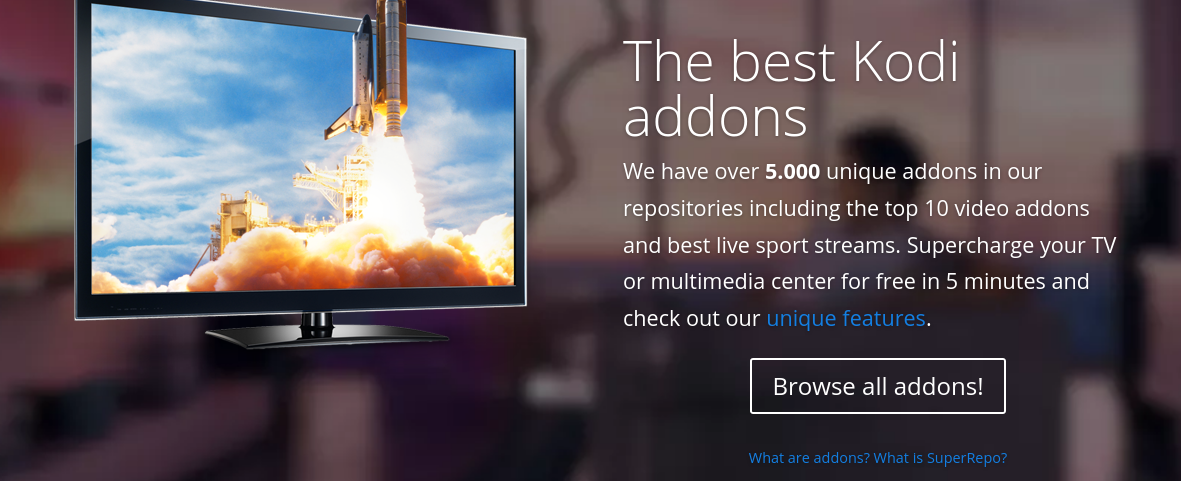 The best Kodi
addons
We have over 5.000 unique addons in our
repositories including the top 10 video addons
and best live sport streams. Supercharge your TV
or multimedia center for free in 5 minutes and
check out our unique features.
Browse all addons!
What are addons? What is SuperRepo?